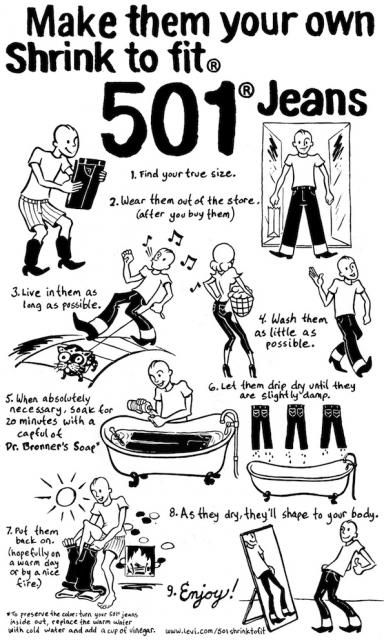 Make them your own
Shrink to fit®
501® Jeans
1. Find your true size.
2. Wear them out of the store.
(after you buy them)
3. Live in them as
long as possible.
4. Wash them
as little as
possible.
5. When absolutely
necessary, soak for
20 minutes with a
capful of
Dr. Bronner's Soap*
6. Let them drip dry until they
are slightly damp.
7. Put them
back on.
(hopefully on
a warm day
or by a nice
fire.)
8. As they dry, they'll shape to your body.
9. Enjoy!
*To preserve the color: turn your 501® jeans
inside out, replace the warm water
with cold water and add a cup of vinegar.
www.levi.com/501shrinktofit